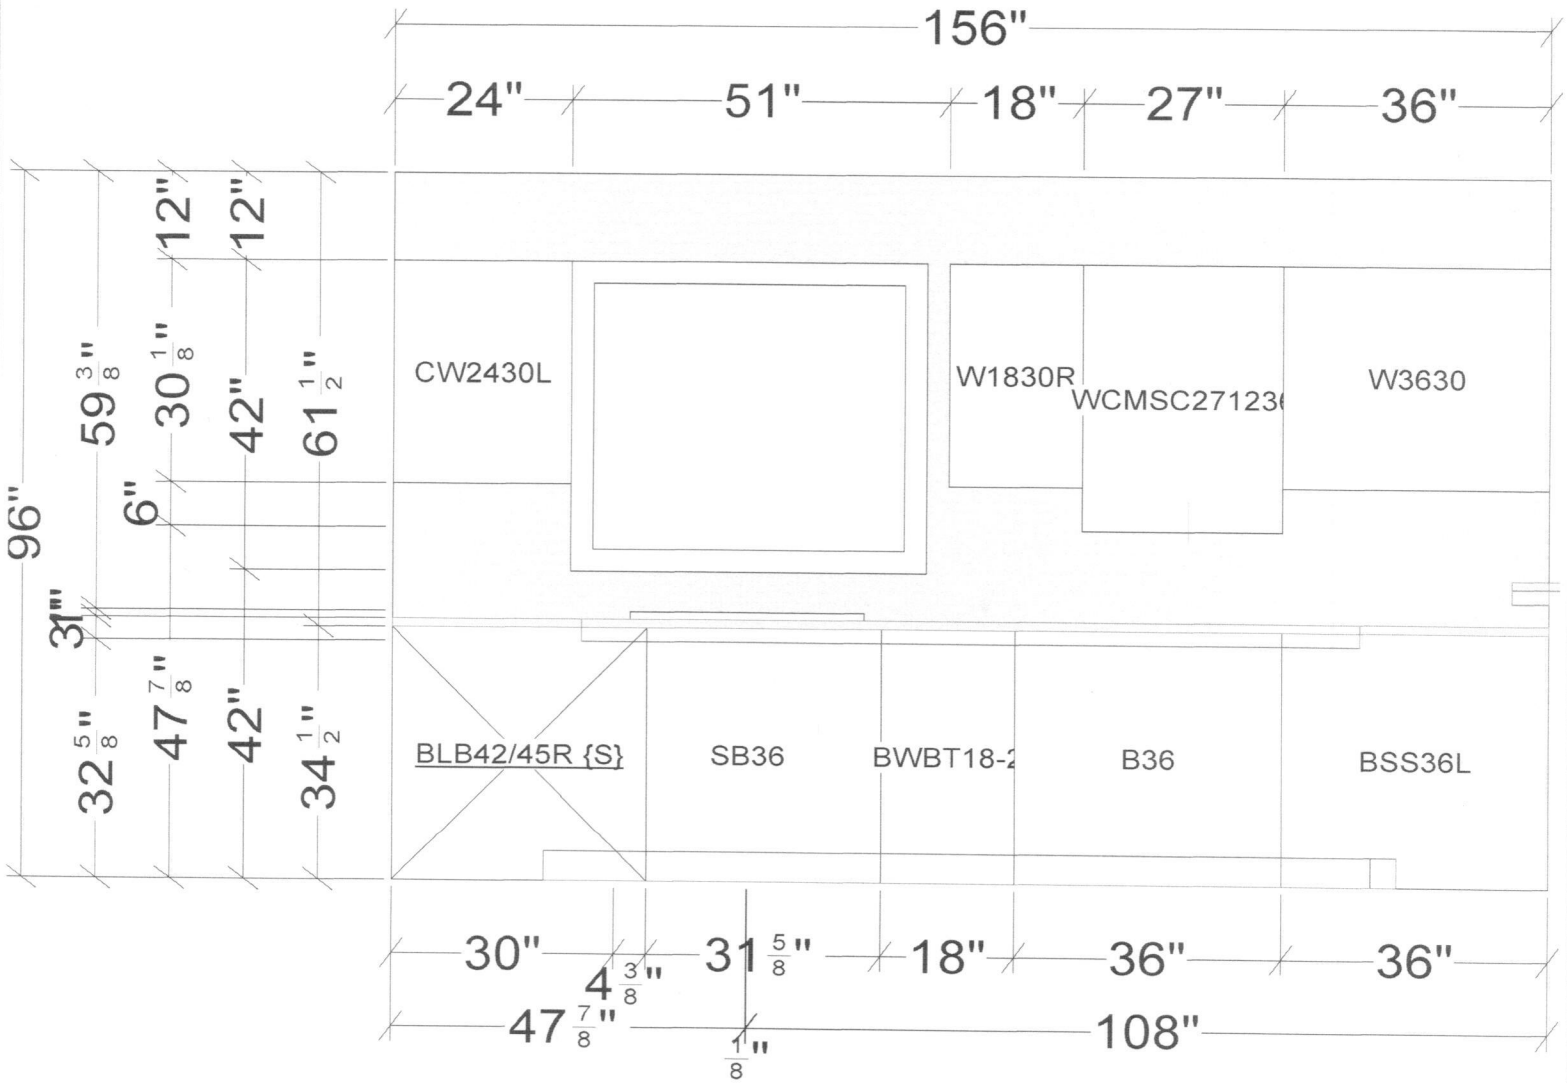 156"
24" 51" 18" 27" 36"
12" 12"
59 3/8" 30 1/8" 42" 61 1/2"
CW2430L W1830R WCMSC27123 W3630
96" 6"
47 7/8" 42" 34 1/2"
32 5/8"
BLB42/45R {S} SB36 BWBT18- B36 BSS36L
30" 4 3/8" 31 5/8" 18" 36" 36"
47 7/8" 1/8" 108"